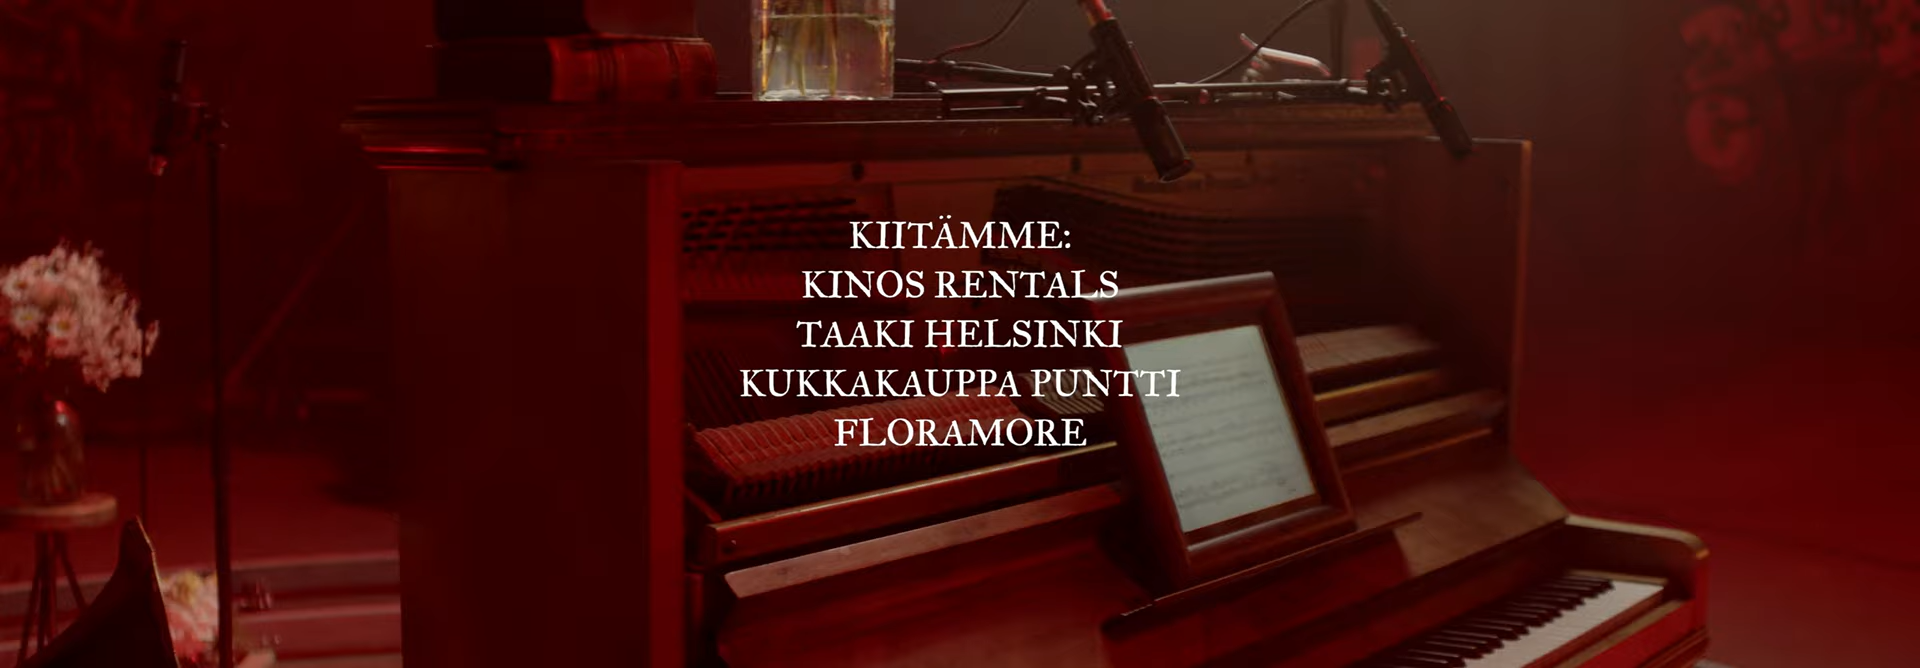 KIITÄMME:
KINOS RENTALS
TAAKI HELSINKI
KUKKAKAUPPA PUNTTI
FLORAMORE